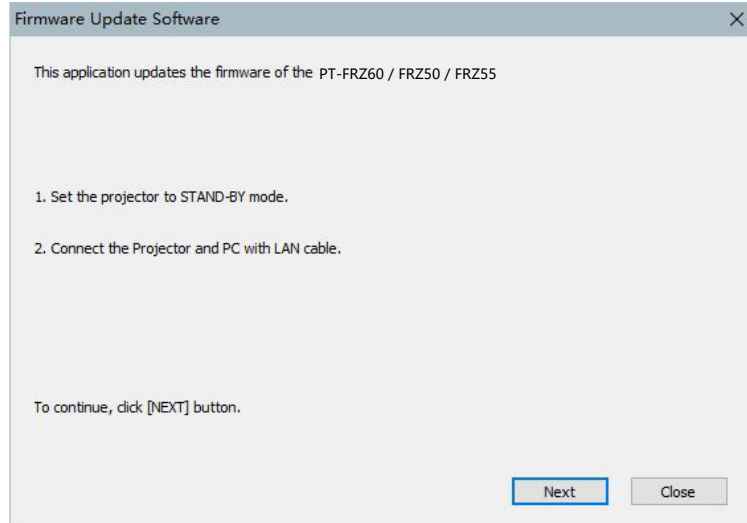 Firmware Update Software
This application updates the firmware of the PT-FRZ60 / FRZ50 / FRZ55
1. Set the projector to STAND-BY mode.
2. Connect the Projector and PC with LAN cable.
To continue, click [NEXT] button.
Next
Close